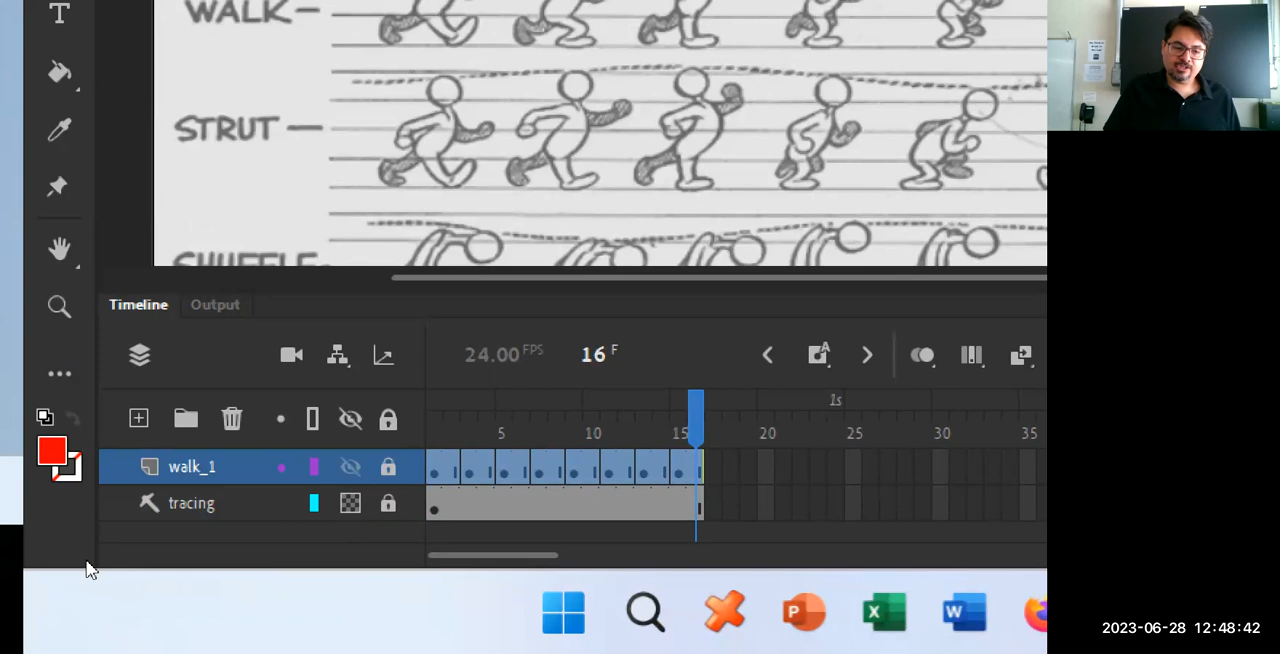 WALK —
STRUT —
SHUFFLE -
Timeline Output
24.00 FPS 16 F
1s
5 10 15 20 25 30 35
walk_1
tracing
2023-06-28 12:48:42